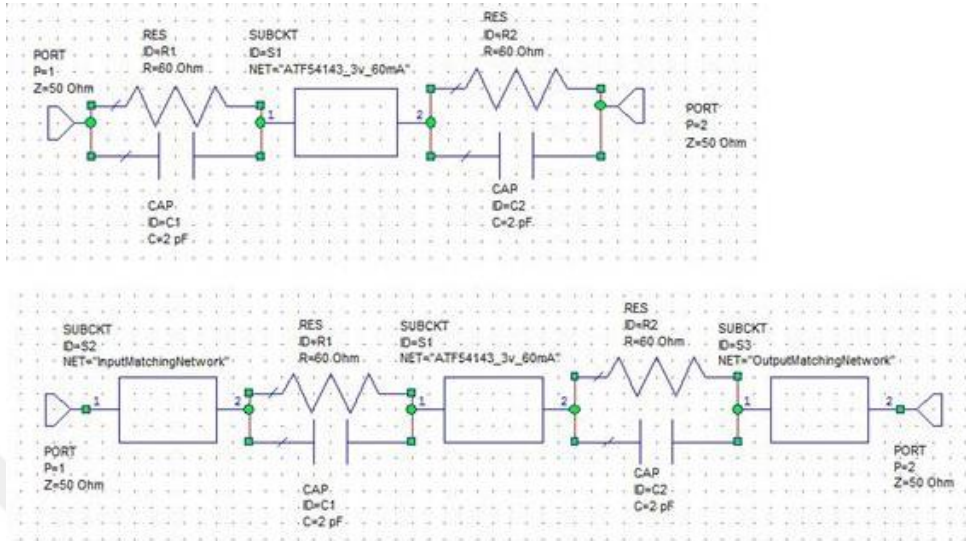 PORT
P=1
Z=50 Ohm
RES
ID=R1
R=60 Ohm
SUBCKT
ID=S1
NET="ATF54143_3v_60mA"
RES
ID=R2
R=60 Ohm
1
2
PORT
P=2
Z=50 Ohm
CAP
ID=C1
C=2 pF
CAP
ID=C2
C=2 pF
SUBCKT
ID=S2
NET="InputMatchingNetwork"
RES
ID=R1
R=60 Ohm
SUBCKT
ID=S1
NET="ATF54143_3v_60mA"
RES
ID=R2
R=60 Ohm
SUBCKT
ID=S3
NET="OutputMatchingNetwork"
1
2
1
2
1
2
PORT
P=1
Z=50 Ohm
CAP
ID=C1
C=2 pF
CAP
ID=C2
C=2 pF
PORT
P=2
Z=50 Ohm